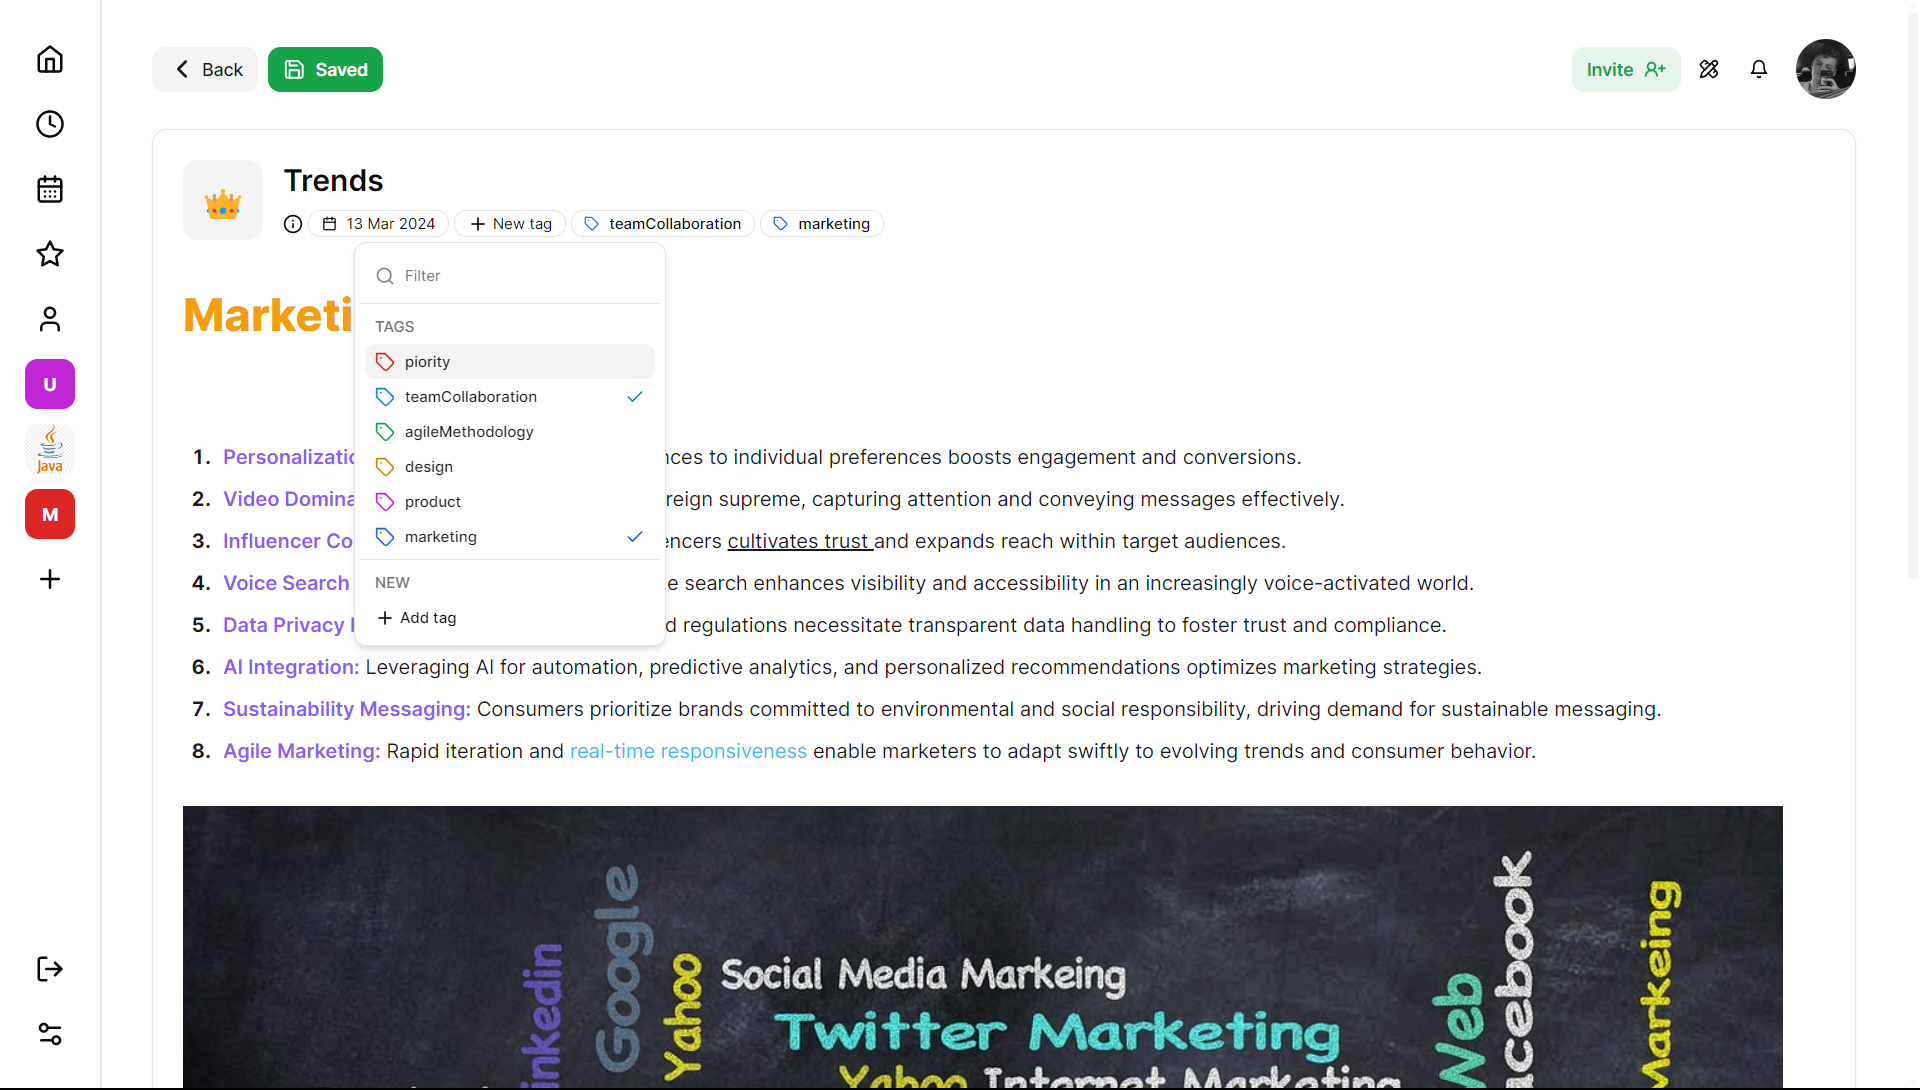 Back
Saved
Invite
Trends
13 Mar 2024
New tag
teamCollaboration
marketing
Filter
Marketi
TAGS
piority
teamCollaboration
agileMethodology
design
product
marketing
NEW
Add tag
U
Java
M
1. Personalizatio nces to individual preferences boosts engagement and conversions.
2. Video Domina reign supreme, capturing attention and conveying messages effectively.
3. Influencer Co encers cultivates trust and expands reach within target audiences.
4. Voice Search e search enhances visibility and accessibility in an increasingly voice-activated world.
5. Data Privacy d regulations necessitate transparent data handling to foster trust and compliance.
6. AI Integration: Leveraging AI for automation, predictive analytics, and personalized recommendations optimizes marketing strategies.
7. Sustainability Messaging: Consumers prioritize brands committed to environmental and social responsibility, driving demand for sustainable messaging.
8. Agile Marketing: Rapid iteration and real-time responsiveness enable marketers to adapt swiftly to evolving trends and consumer behavior.
inkedin
Google
Yahoo
Social Media Markeing
Twitter Marketing
Yahoo Internet Marketing
Web
acebook
Markeing